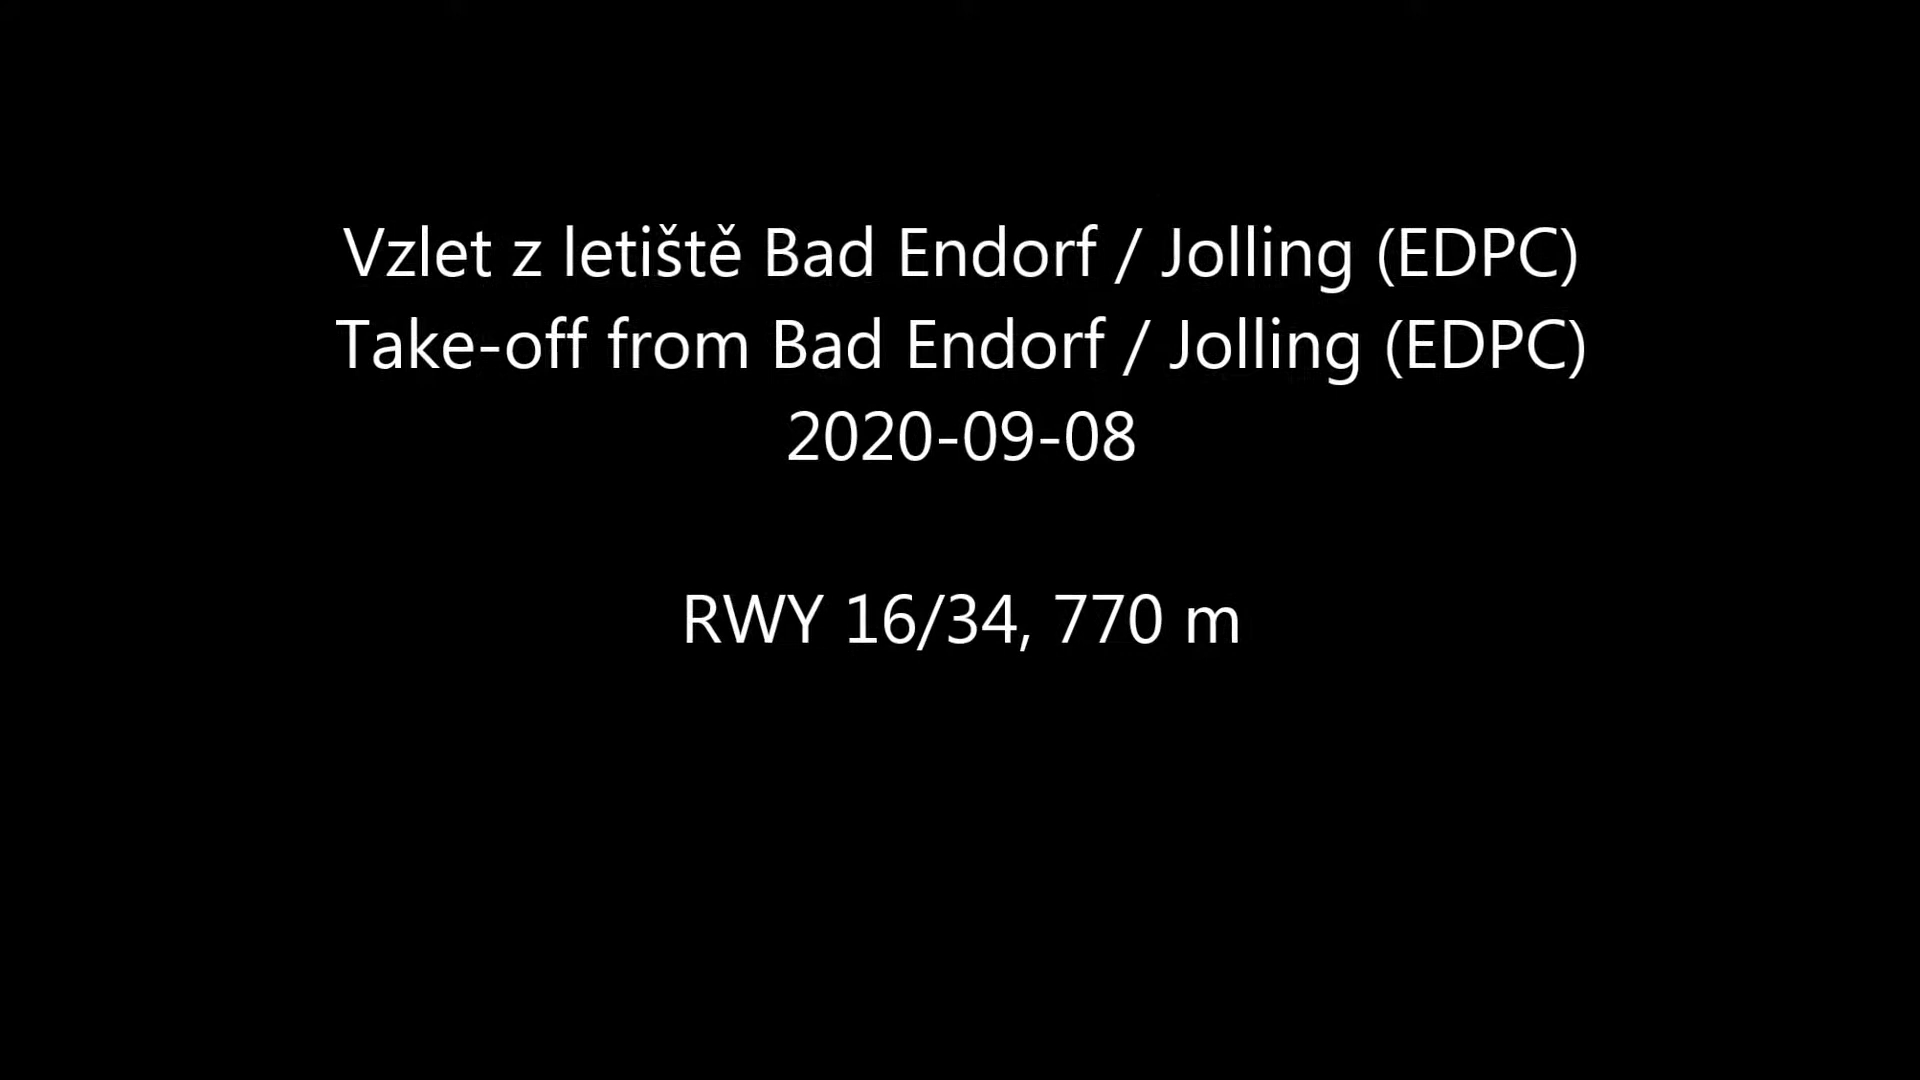 Vzlet z letiště Bad Endorf / Jolling (EDPC)
Take-off from Bad Endorf / Jolling (EDPC)
2020-09-08
RWY 16/34, 770 m